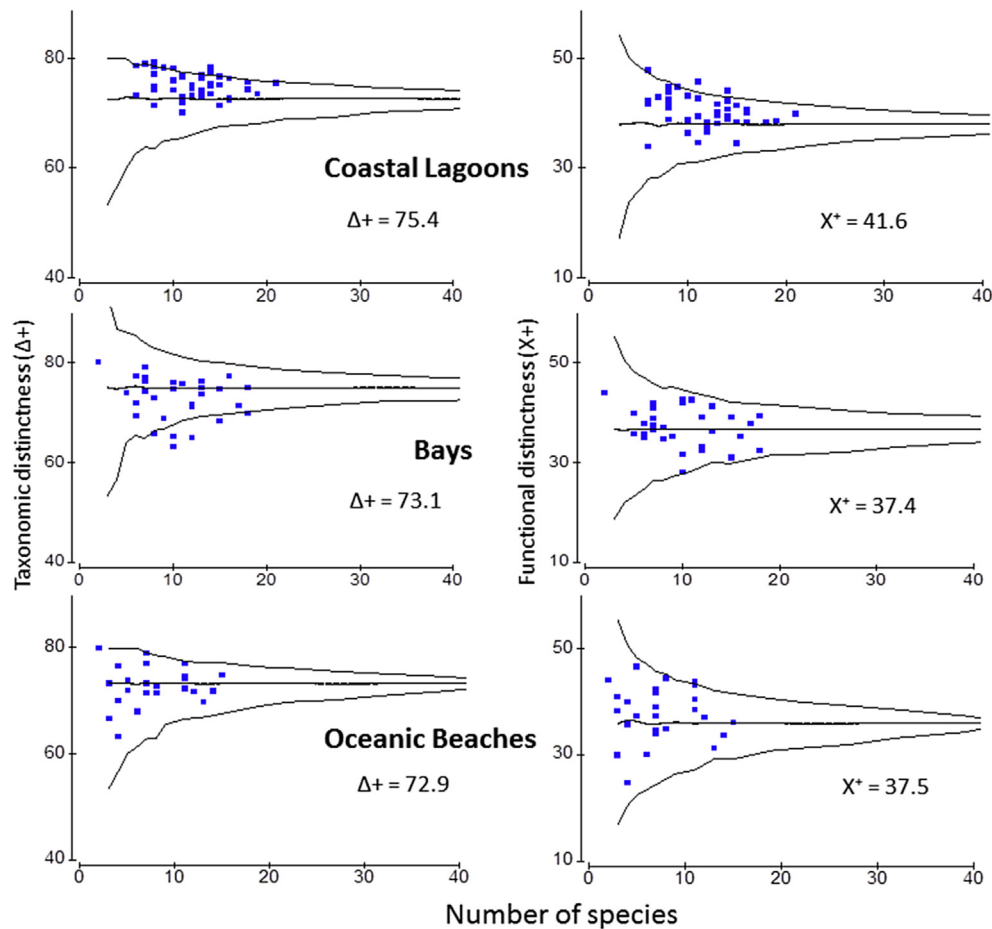 80
60
40
0 10 20 30 40
Coastal Lagoons
Δ+ = 75.4
50
30
10
0 10 20 30 40
X⁺ = 41.6
Taxonomic distinctness (Δ+)
80
60
40
0 10 20 30 40
Bays
Δ+ = 73.1
Functional distinctness (X+)
50
30
10
0 10 20 30 40
X⁺ = 37.4
80
60
40
0 10 20 30 40
Oceanic Beaches
Δ+ = 72.9
50
30
10
0 10 20 30 40
X⁺ = 37.5
Number of species